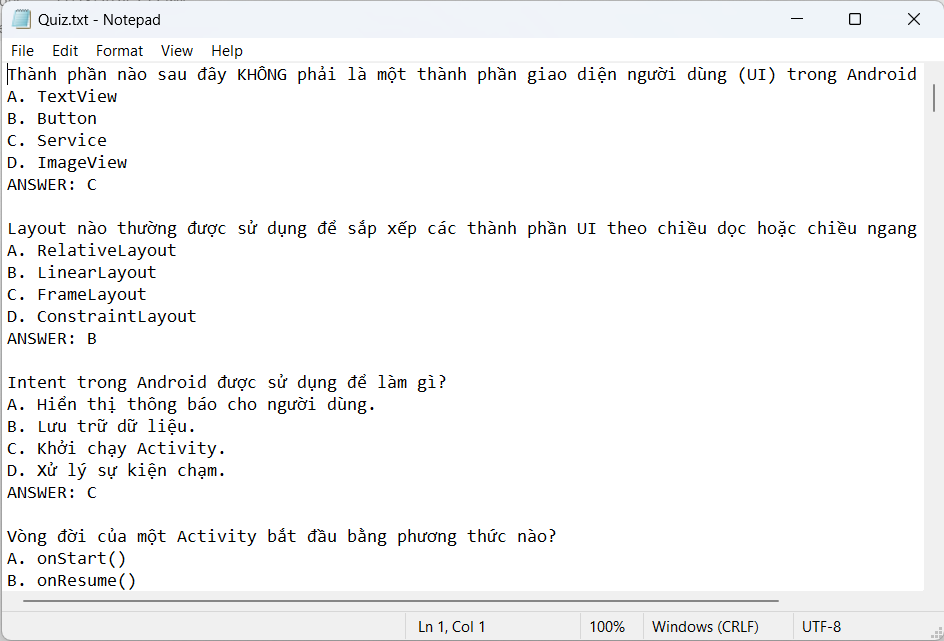 Quiz.txt - Notepad
File Edit Format View Help
Thành phần nào sau đây KHÔNG phải là một thành phần giao diện người dùng (UI) trong Android
A. TextView
B. Button
C. Service
D. ImageView
ANSWER: C
Layout nào thường được sử dụng để sắp xếp các thành phần UI theo chiều dọc hoặc chiều ngang
A. RelativeLayout
B. LinearLayout
C. FrameLayout
D. ConstraintLayout
ANSWER: B
Intent trong Android được sử dụng để làm gì?
A. Hiển thị thông báo cho người dùng.
B. Lưu trữ dữ liệu.
C. Khởi chạy Activity.
D. Xử lý sự kiện chạm.
ANSWER: C
Vòng đời của một Activity bắt đầu bằng phương thức nào?
A. onStart()
B. onResume()
Ln 1, Col 1 100% Windows (CRLF) UTF-8